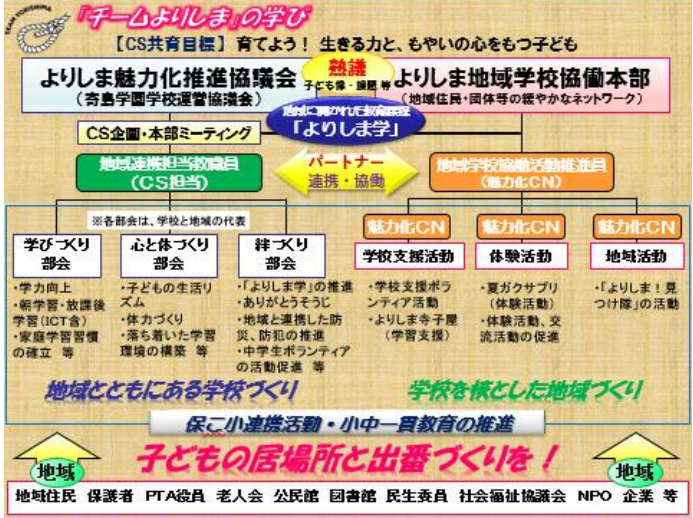 TEAM YORISHIMA
『チームよりしま』の学び
【CS共育目標】 育てよう！ 生きる力と、もやいの心をもつ子ども
よりしま魅力化推進協議会
（寄島学園学校運営協議会）
熟議
子ども像・課題 等
よりしま地域学校協働本部
（地域住民・団体等の緩やかなネットワーク）
地域に開かれた教育課程
「よりしま学」
CS企画・本部ミーティング
地域連携担当教職員
（CS担当）
パートナー
連携・協働
地域学校協働活動推進員
（魅力化CN）
※各部会は、学校と地域の代表
学びづくり
部会
・学力向上
・朝学習・放課後
学習（ICT含）
・家庭学習習慣
の確立 等
心と体づくり
部会
・子どもの生活リ
ズム
・体力づくり
・落ち着いた学習
環境の構築 等
絆づくり
部会
・「よりしま学」の推進
・ありがとうそうじ
・地域と連携した防
災、防犯の推進
・中学生ボランティア
の活動促進 等
魅力化CN
学校支援活動
・学校支援ボラ
ンティア活動
・よりしま寺子屋
（学習支援）
魅力化CN
体験活動
・夏ガクサプリ
（体験活動）
・体験活動、交
流活動の促進
魅力化CN
地域活動
・「よりしま！見
つけ隊」の活動
地域とともにある学校づくり
学校を核とした地域づくり
保こ小連携活動・小中一貫教育の推進
子どもの居場所と出番づくりを！
地域
地域
地域住民 保護者 PTA役員 老人会 公民館 図書館 民生委員 社会福祉協議会 NPO 企業 等